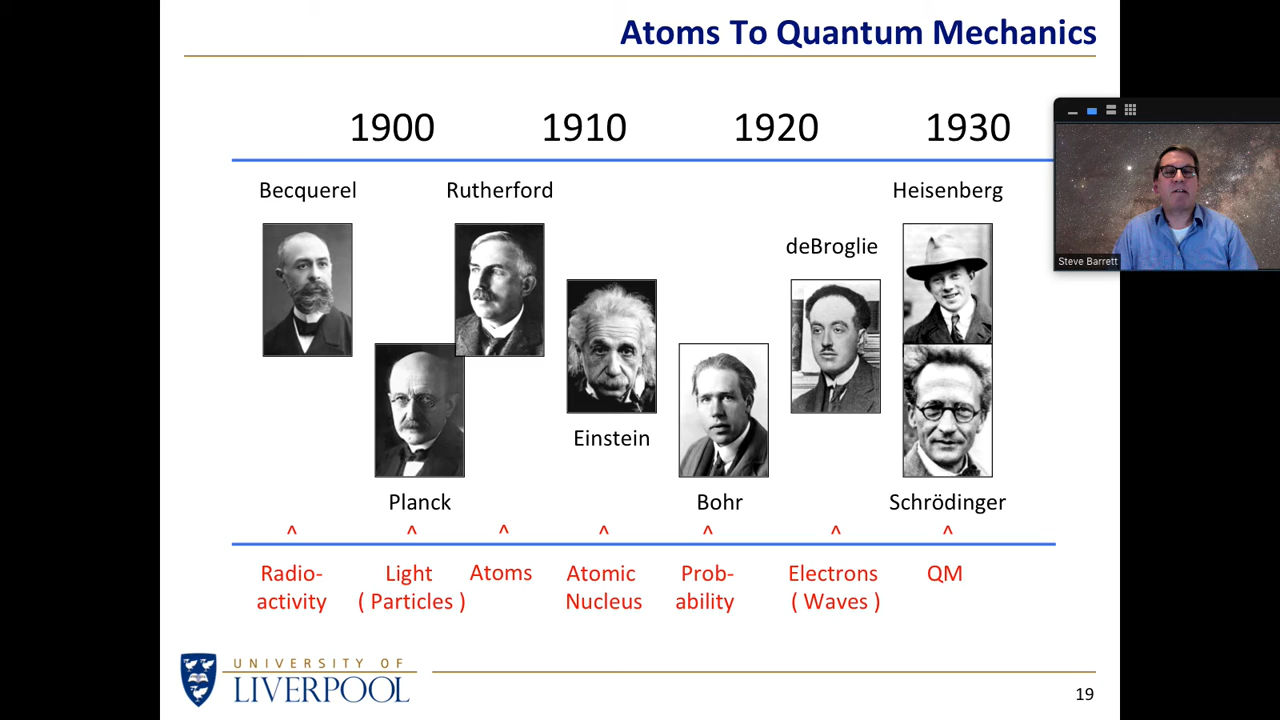 Atoms To Quantum Mechanics
1900 1910 1920 1930
Becquerel Rutherford Heisenberg
deBroglie
Steve Barrett
Einstein
Planck Bohr Schrödinger
^ ^ ^ ^ ^ ^ ^
Radio- Light Atoms Atomic Prob- Electrons QM
activity ( Particles ) Nucleus ability ( Waves )
UNIVERSITY OF
LIVERPOOL
19